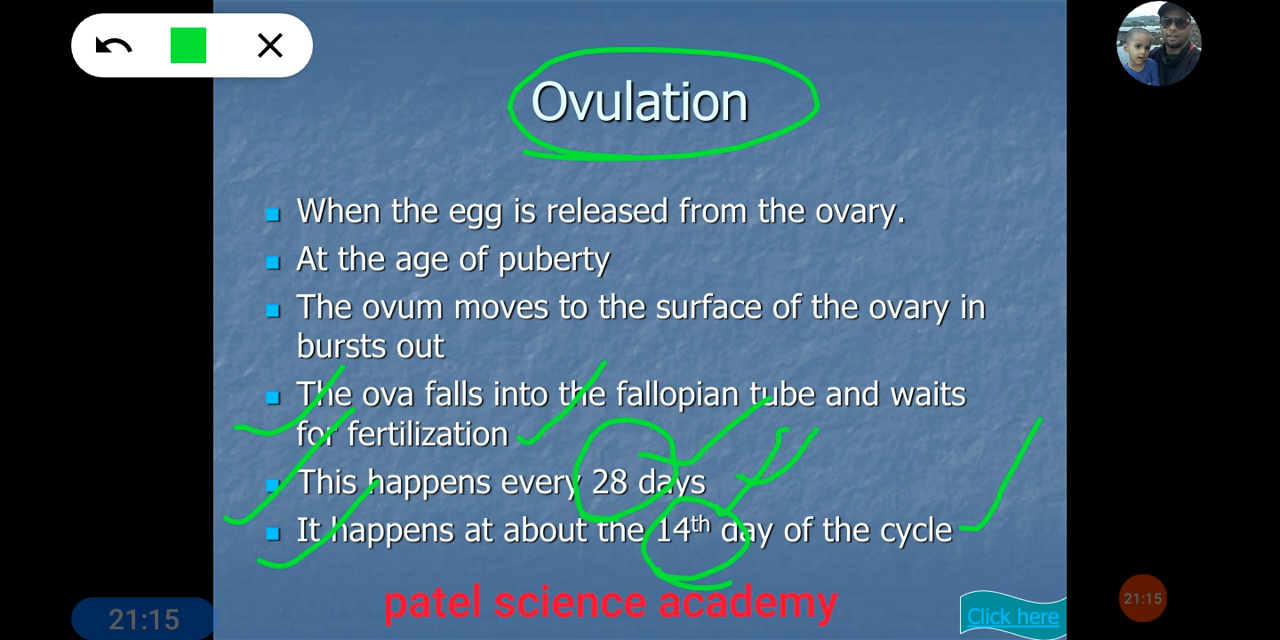 Ovulation
When the egg is released from the ovary.
At the age of puberty
The ovum moves to the surface of the ovary in
bursts out
The ova falls into the fallopian tube and waits
for fertilization
This happens every 28 days
It happens at about the 14th day of the cycle
patel science academy
Click here
21:15
21:15